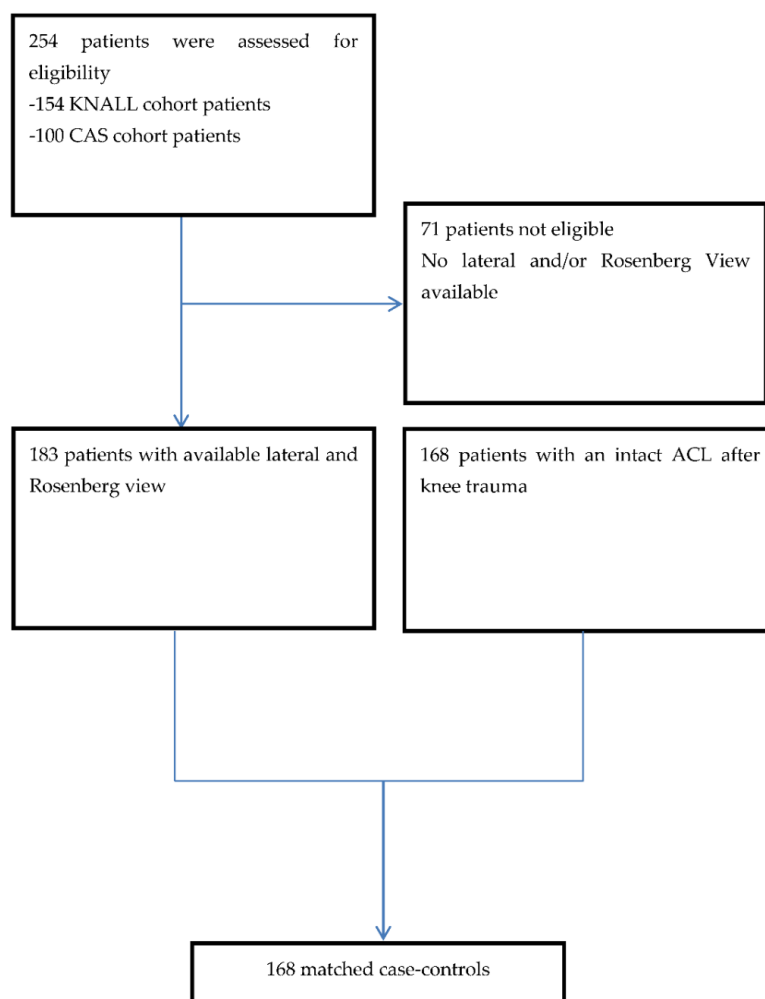 254 patients were assessed for
eligibility
-154 KNALL cohort patients
-100 CAS cohort patients
71 patients not eligible
No lateral and/or Rosenberg View
available
183 patients with available lateral and
Rosenberg view
168 patients with an intact ACL after
knee trauma
168 matched case-controls